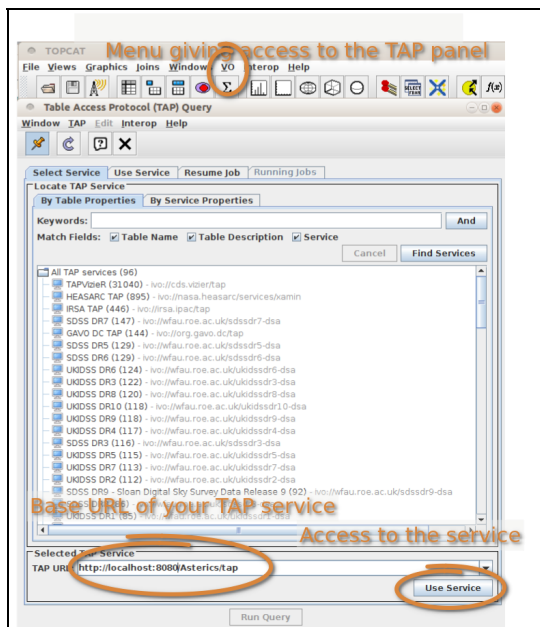 TOPCAT
Menu giving access to the TAP panel
File Views Graphics Joins Windows VO Interop Help
Σ SELECT f(x)
Table Access Protocol (TAP) Query
Window TAP Edit Interop Help
Select Service Use Service Resume Job Running Jobs
Locate TAP Service
By Table Properties By Service Properties
Keywords: And
Match Fields: Table Name Table Description Service
Cancel Find Services
All TAP services (96)
TAPVizieR (31040) - ivo://cds.vizier/tap
HEASARC TAP (895) - ivo://nasa.heasarc/services/xamin
IRSA TAP (446) - ivo://irsa.ipac/tap
SDSS DR7 (147) - ivo://wfau.roe.ac.uk/sdssdr7-dsa
GAVO DC TAP (144) - ivo://org.gavo.dc/tap
SDSS DR5 (129) - ivo://wfau.roe.ac.uk/sdssdr5-dsa
SDSS DR6 (129) - ivo://wfau.roe.ac.uk/sdssdr6-dsa
UKIDSS DR6 (124) - ivo://wfau.roe.ac.uk/ukidssdr6-dsa
UKIDSS DR3 (122) - ivo://wfau.roe.ac.uk/ukidssdr3-dsa
UKIDSS DR8 (120) - ivo://wfau.roe.ac.uk/ukidssdr8-dsa
UKIDSS DR10 (118) - ivo://wfau.roe.ac.uk/ukidssdr10-dsa
UKIDSS DR9 (118) - ivo://wfau.roe.ac.uk/ukidssdr9-dsa
UKIDSS DR4 (117) - ivo://wfau.roe.ac.uk/ukidssdr4-dsa
SDSS DR3 (116) - ivo://wfau.roe.ac.uk/sdssdr3-dsa
UKIDSS DR5 (115) - ivo://wfau.roe.ac.uk/ukidssdr5-dsa
UKIDSS DR7 (113) - ivo://wfau.roe.ac.uk/ukidssdr7-dsa
UKIDSS DR2 (112) - ivo://wfau.roe.ac.uk/ukidssdr2-dsa
SDSS DR9 - Sloan Digital Sky Survey Data Release 9 (92) - ivo://wfau.roe.ac.uk/sdssdr9-dsa
Base URL of your TAP service
UKIDSS DR1 (85)
Access to the service
Selected TAP Service
TAP URL: http://localhost:8080/Asterics/tap
Use Service
Run Query